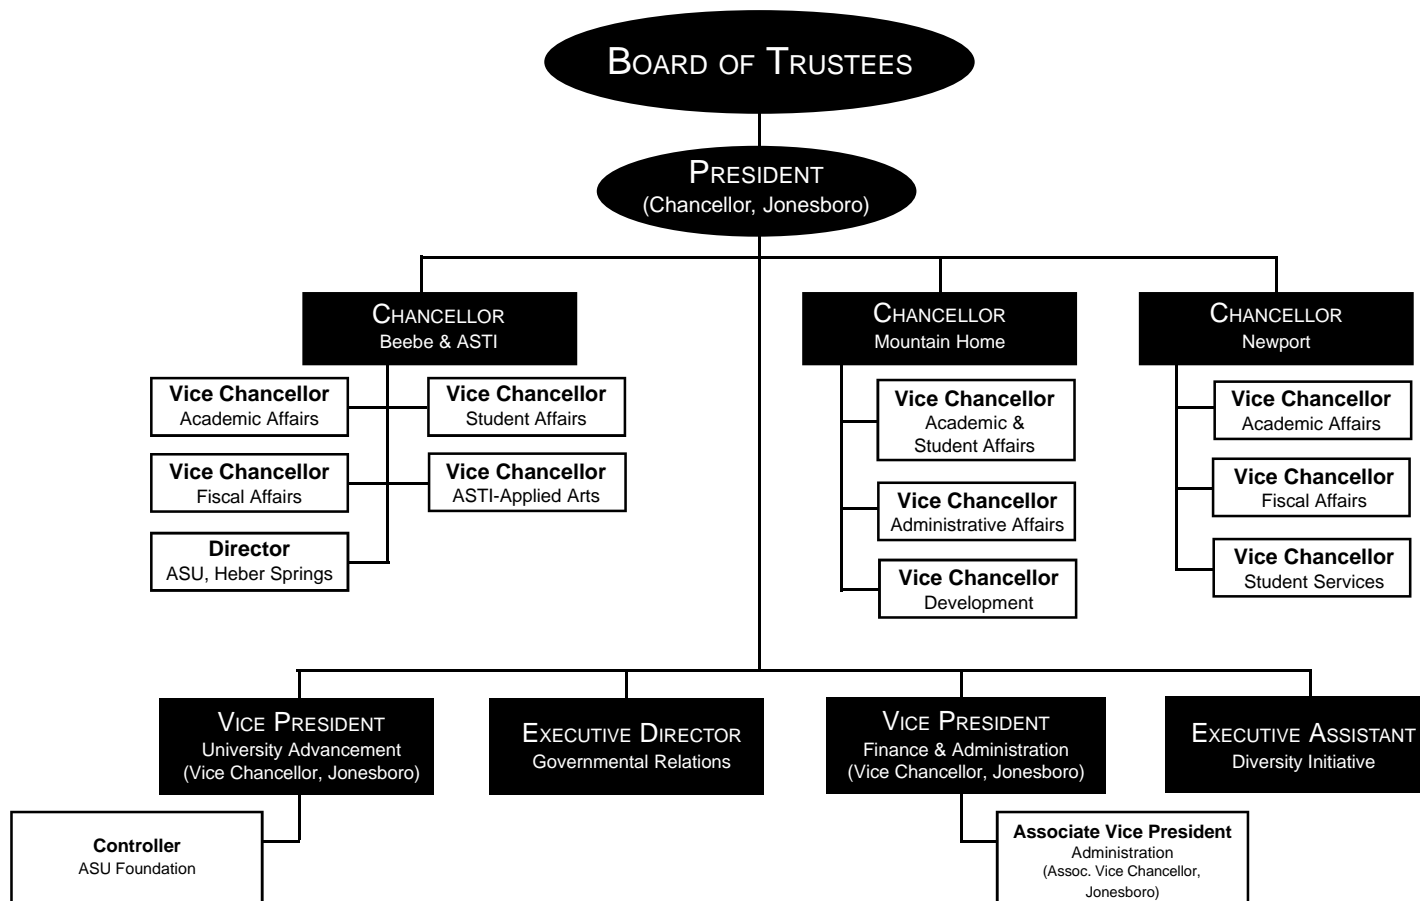 BOARD OF TRUSTEES
PRESIDENT
(Chancellor, Jonesboro)
CHANCELLOR
Beebe & ASTI
Vice Chancellor
Academic Affairs
Vice Chancellor
Student Affairs
Vice Chancellor
Fiscal Affairs
Vice Chancellor
ASTI-Applied Arts
Director
ASU, Heber Springs
CHANCELLOR
Mountain Home
Vice Chancellor
Academic &
Student Affairs
Vice Chancellor
Administrative Affairs
Vice Chancellor
Development
CHANCELLOR
Newport
Vice Chancellor
Academic Affairs
Vice Chancellor
Fiscal Affairs
Vice Chancellor
Student Services
VICE PRESIDENT
University Advancement
(Vice Chancellor, Jonesboro)
Controller
ASU Foundation
EXECUTIVE DIRECTOR
Governmental Relations
VICE PRESIDENT
Finance & Administration
(Vice Chancellor, Jonesboro)
Associate Vice President
Administration
(Assoc. Vice Chancellor,
Jonesboro)
EXECUTIVE ASSISTANT
Diversity Initiative